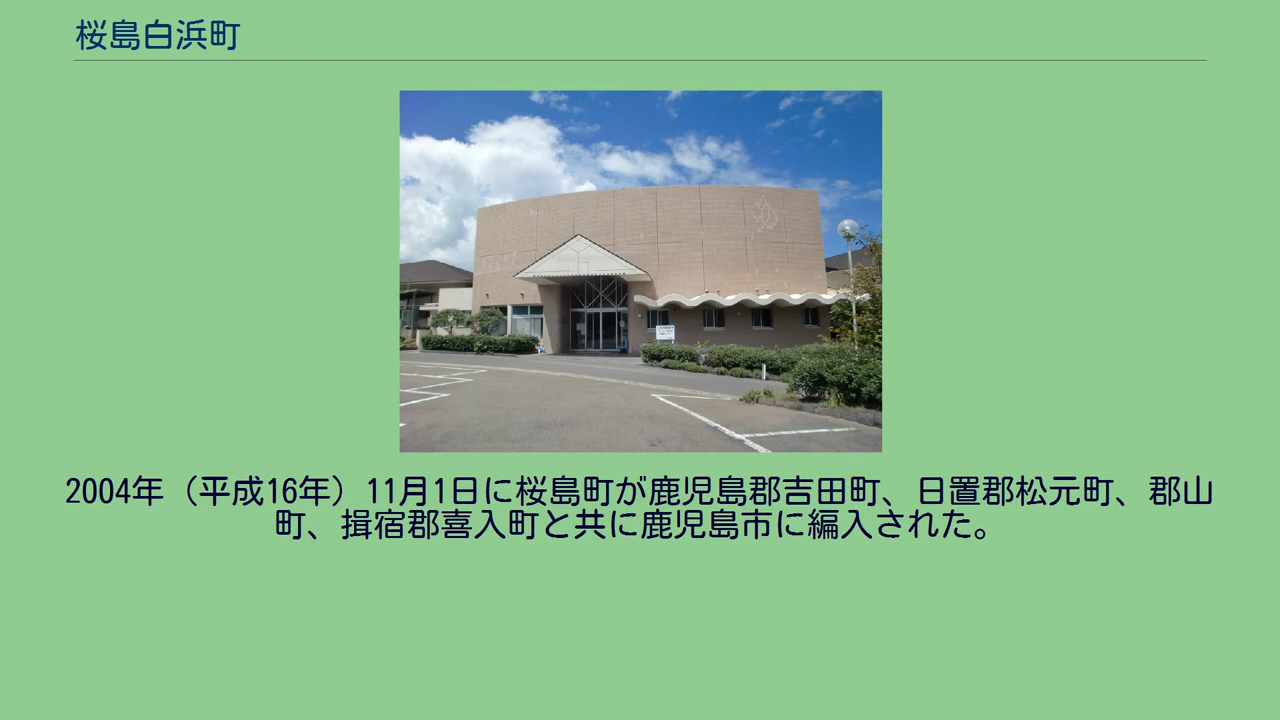 桜島白浜町
ゆ
2004年（平成16年）11月1日に桜島町が鹿児島郡吉田町、日置郡松元町、郡山
町、揖宿郡喜入町と共に鹿児島市に編入された。